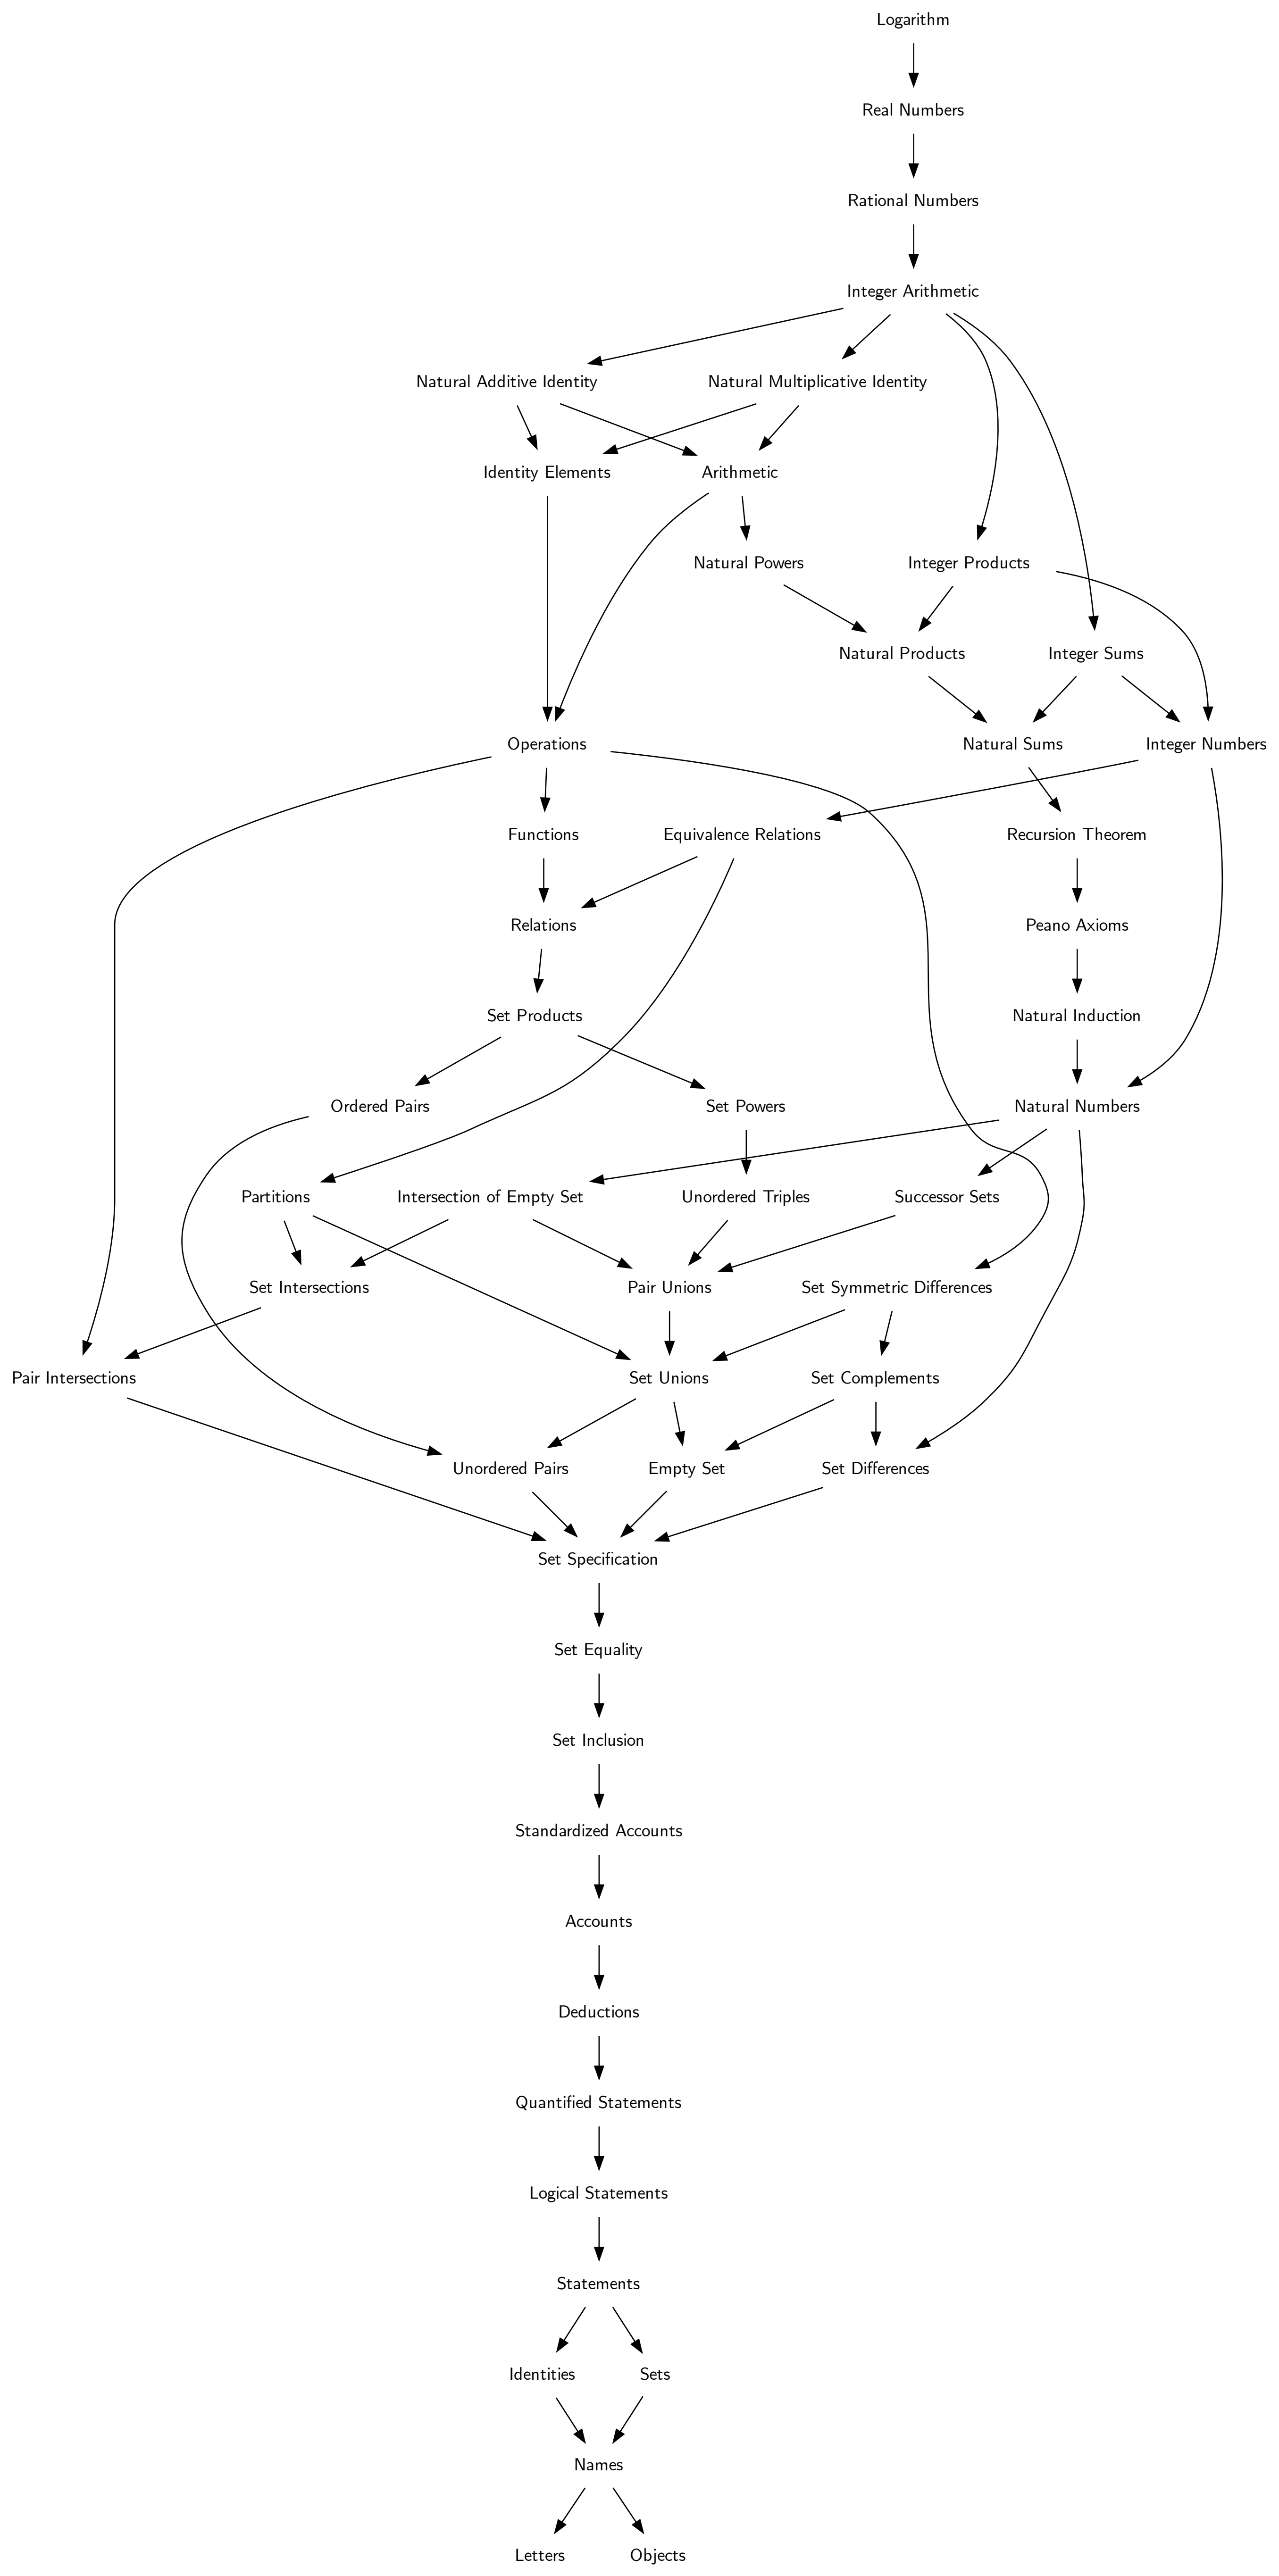 Logarithm
Real Numbers
Rational Numbers
Integer Arithmetic
Natural Additive Identity
Natural Multiplicative Identity
Identity Elements
Arithmetic
Natural Powers
Integer Products
Natural Products
Integer Sums
Operations
Natural Sums
Integer Numbers
Functions
Equivalence Relations
Recursion Theorem
Relations
Peano Axioms
Set Products
Natural Induction
Ordered Pairs
Set Powers
Natural Numbers
Partitions
Intersection of Empty Set
Unordered Triples
Successor Sets
Set Intersections
Pair Unions
Set Symmetric Differences
Pair Intersections
Set Unions
Set Complements
Unordered Pairs
Empty Set
Set Differences
Set Specification
Set Equality
Set Inclusion
Standardized Accounts
Accounts
Deductions
Quantified Statements
Logical Statements
Statements
Identities
Sets
Names
Letters
Objects